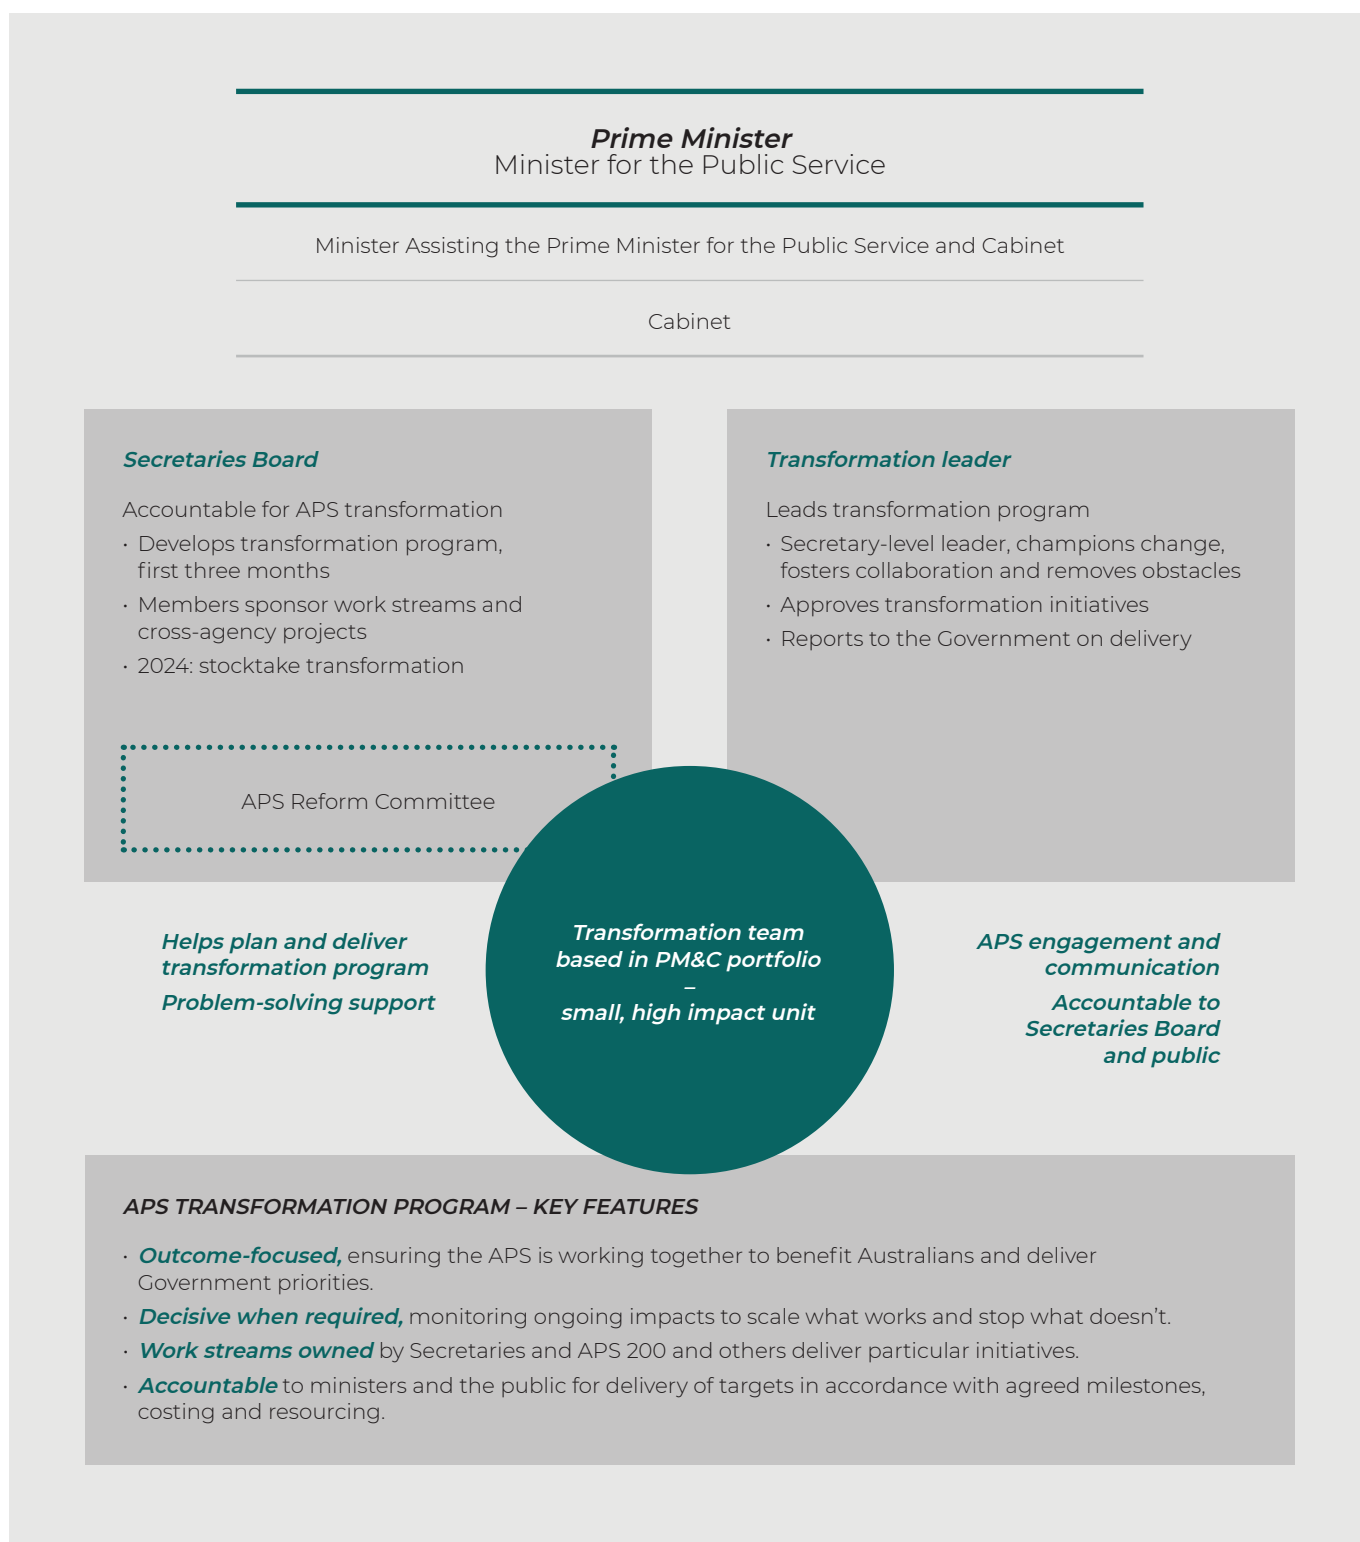 Prime Minister
Minister for the Public Service
Minister Assisting the Prime Minister for the Public Service and Cabinet
Cabinet
Secretaries Board
Accountable for APS transformation
· Develops transformation program,
first three months
· Members sponsor work streams and
cross-agency projects
· 2024: stocktake transformation
APS Reform Committee
Transformation leader
Leads transformation program
· Secretary-level leader, champions change,
fosters collaboration and removes obstacles
· Approves transformation initiatives
· Reports to the Government on delivery
Helps plan and deliver
transformation program
Problem-solving support
Transformation team
based in PM&C portfolio
–
small, high impact unit
APS engagement and
communication
Accountable to
Secretaries Board
and public
APS TRANSFORMATION PROGRAM – KEY FEATURES
· Outcome-focused, ensuring the APS is working together to benefit Australians and deliver
Government priorities.
· Decisive when required, monitoring ongoing impacts to scale what works and stop what doesn’t.
· Work streams owned by Secretaries and APS 200 and others deliver particular initiatives.
· Accountable to ministers and the public for delivery of targets in accordance with agreed milestones,
costing and resourcing.